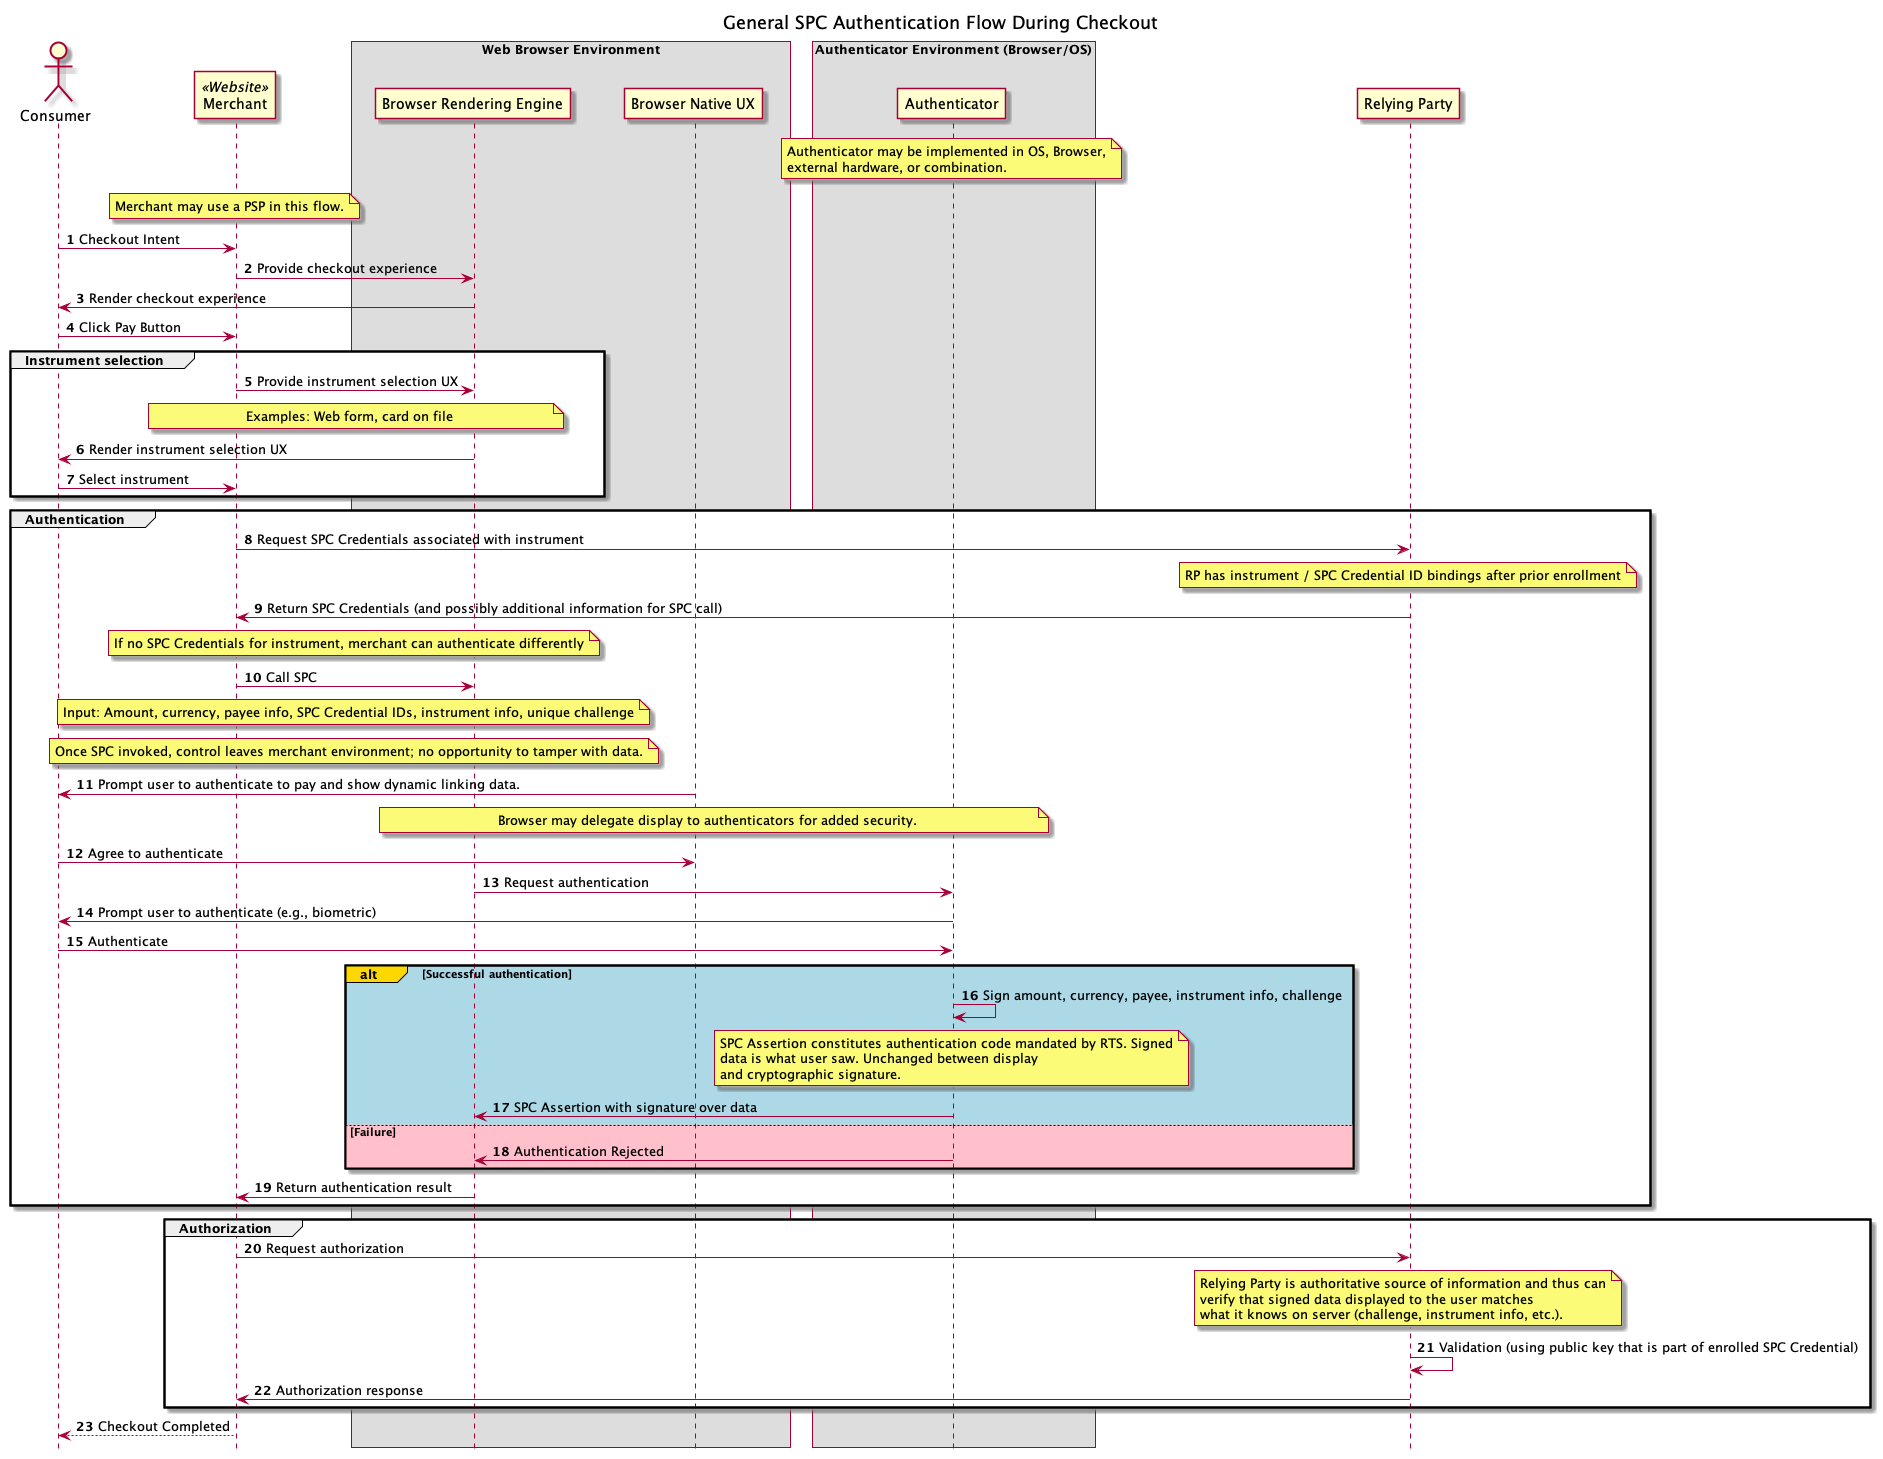 General SPC Authentication Flow During Checkout
Web Browser Environment
Authenticator Environment (Browser/OS)
Consumer
«Website»
Merchant
Browser Rendering Engine
Browser Native UX
Authenticator
Relying Party
Authenticator may be implemented in OS, Browser,
external hardware, or combination.
Merchant may use a PSP in this flow.
1 Checkout Intent
2 Provide checkout experience
3 Render checkout experience
4 Click Pay Button
Instrument selection
5 Provide instrument selection UX
Examples: Web form, card on file
6 Render instrument selection UX
7 Select instrument
Authentication
8 Request SPC Credentials associated with instrument
RP has instrument / SPC Credential ID bindings after prior enrollment
9 Return SPC Credentials (and possibly additional information for SPC call)
If no SPC Credentials for instrument, merchant can authenticate differently
10 Call SPC
Input: Amount, currency, payee info, SPC Credential IDs, instrument info, unique challenge
Once SPC invoked, control leaves merchant environment; no opportunity to tamper with data.
11 Prompt user to authenticate to pay and show dynamic linking data.
Browser may delegate display to authenticators for added security.
12 Agree to authenticate
13 Request authentication
14 Prompt user to authenticate (e.g., biometric)
15 Authenticate
alt [Successful authentication]
16 Sign amount, currency, payee, instrument info, challenge
SPC Assertion constitutes authentication code mandated by RTS. Signed
data is what user saw. Unchanged between display
and cryptographic signature.
17 SPC Assertion with signature over data
[Failure]
18 Authentication Rejected
19 Return authentication result
Authorization
20 Request authorization
Relying Party is authoritative source of information and thus can
verify that signed data displayed to the user matches
what it knows on server (challenge, instrument info, etc.).
21 Validation (using public key that is part of enrolled SPC Credential)
22 Authorization response
23 Checkout Completed